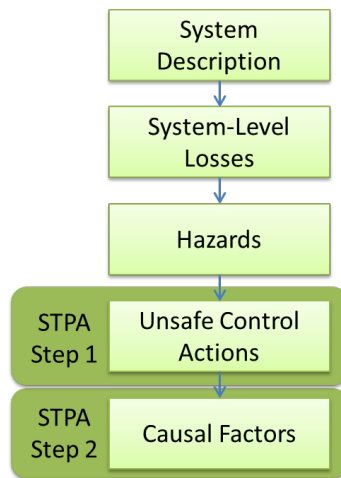 System
Description
System-Level
Losses
Hazards
STPA
Step 1
Unsafe Control
Actions
STPA
Step 2
Causal Factors